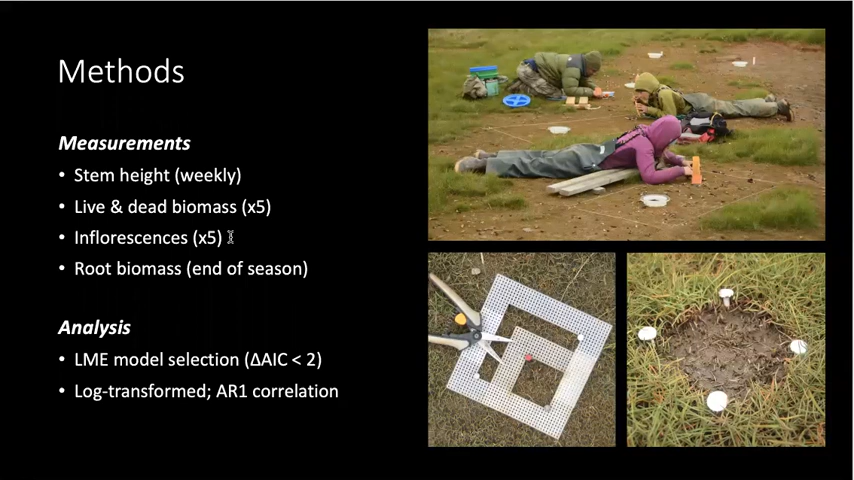 Methods
Measurements
• Stem height (weekly)
• Live & dead biomass (x5)
• Inflorescences (x5)
• Root biomass (end of season)
Analysis
• LME model selection (ΔAIC < 2)
• Log-transformed; AR1 correlation